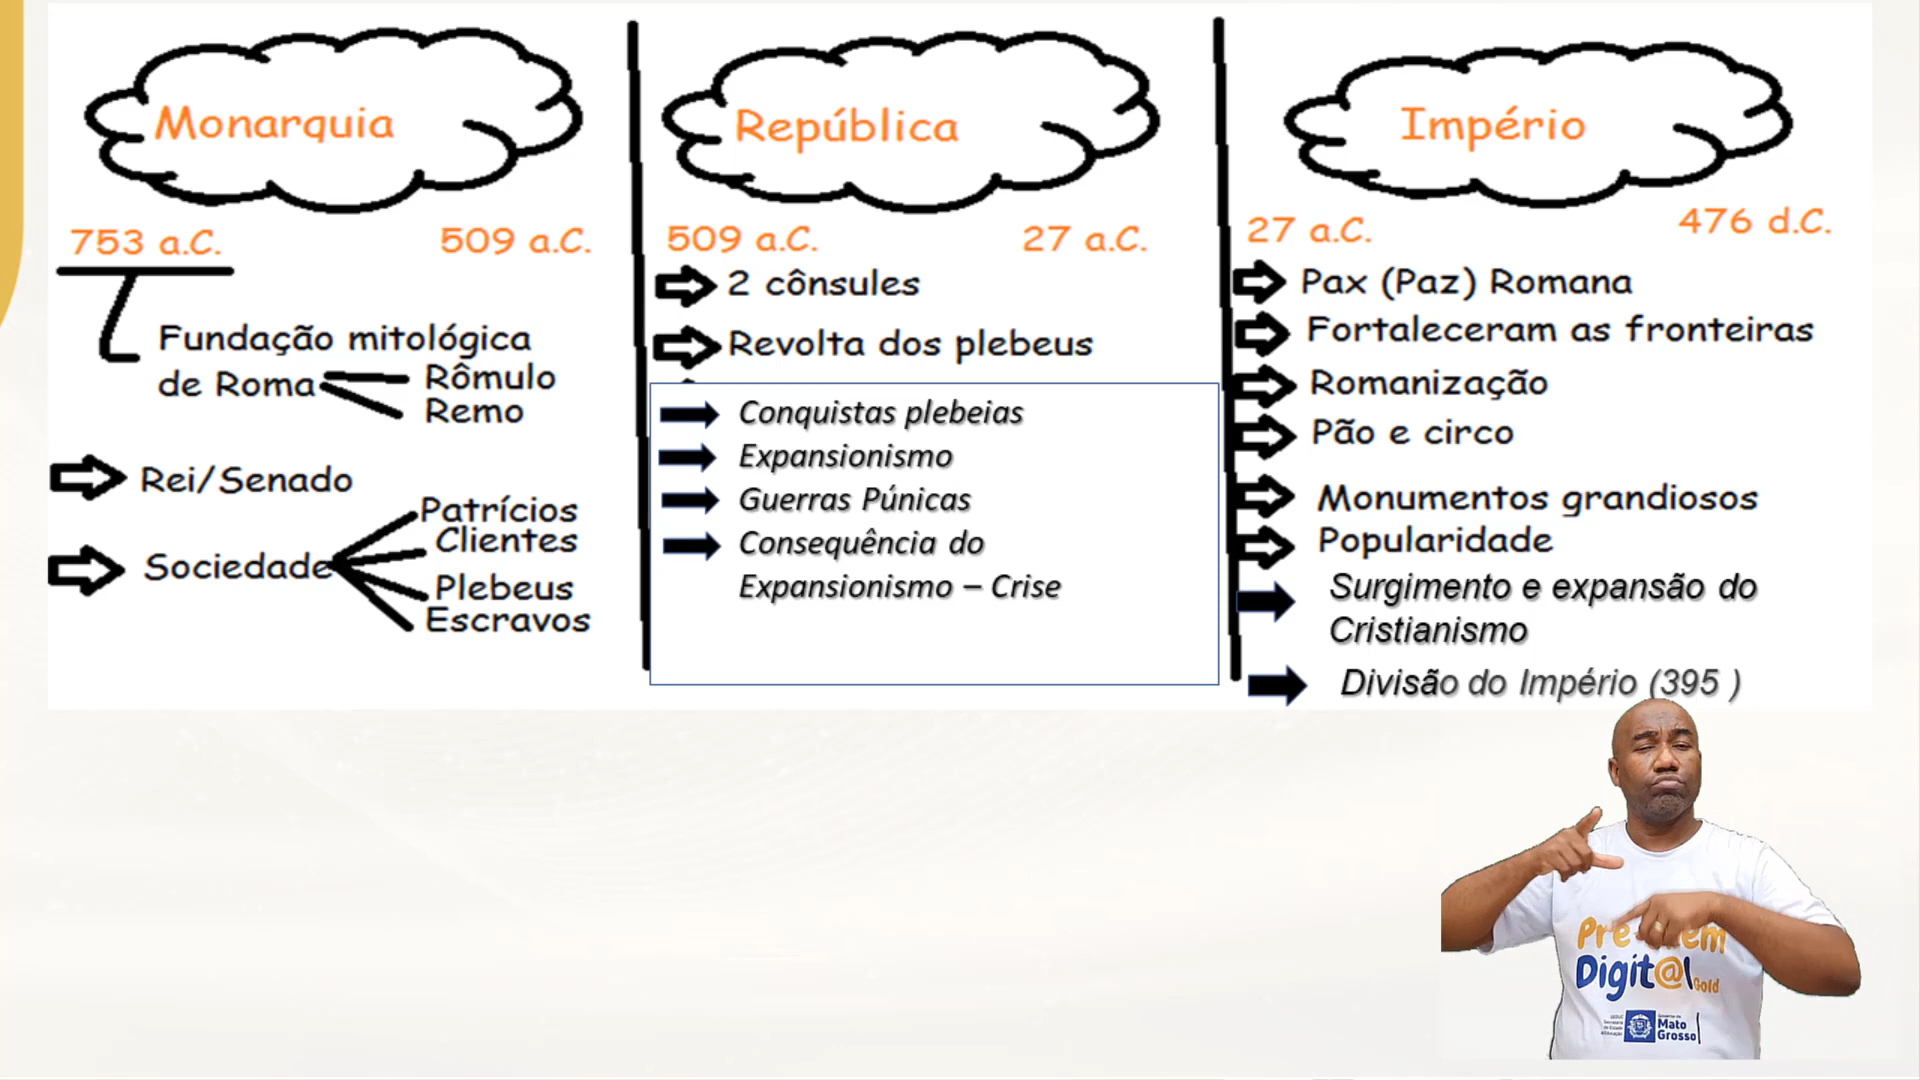 Monarquia
753 a.C. 509 a.C.
Fundação mitológica
de Roma
Rômulo
Remo
Rei/Senado
Sociedade
Patrícios
Clientes
Plebeus
Escravos
República
509 a.C. 27 a.C.
2 cônsules
Revolta dos plebeus
Conquistas plebeias
Expansionismo
Guerras Púnicas
Consequência do
Expansionismo – Crise
Império
27 a.C. 476 d.C.
Pax (Paz) Romana
Fortaleceram as fronteiras
Romanização
Pão e circo
Monumentos grandiosos
Popularidade
Surgimento e expansão do
Cristianismo
Divisão do Império (395 )
Digit@l
Gold
Mato
Grosso